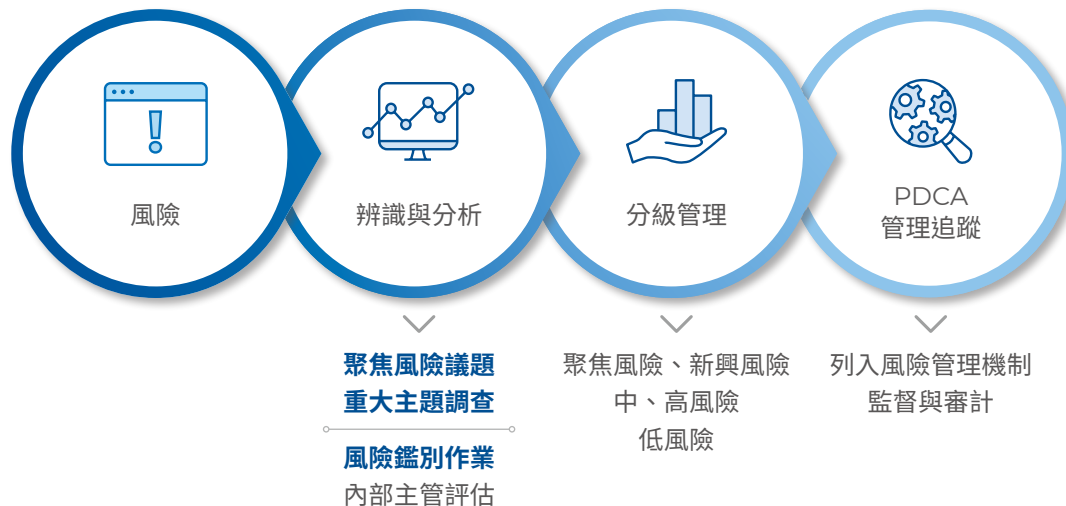 風險
辨識與分析
分級管理
PDCA
管理追蹤
聚焦風險議題
重大主題調查
風險鑑別作業
內部主管評估
聚焦風險、新興風險
中、高風險
低風險
列入風險管理機制
監督與審計